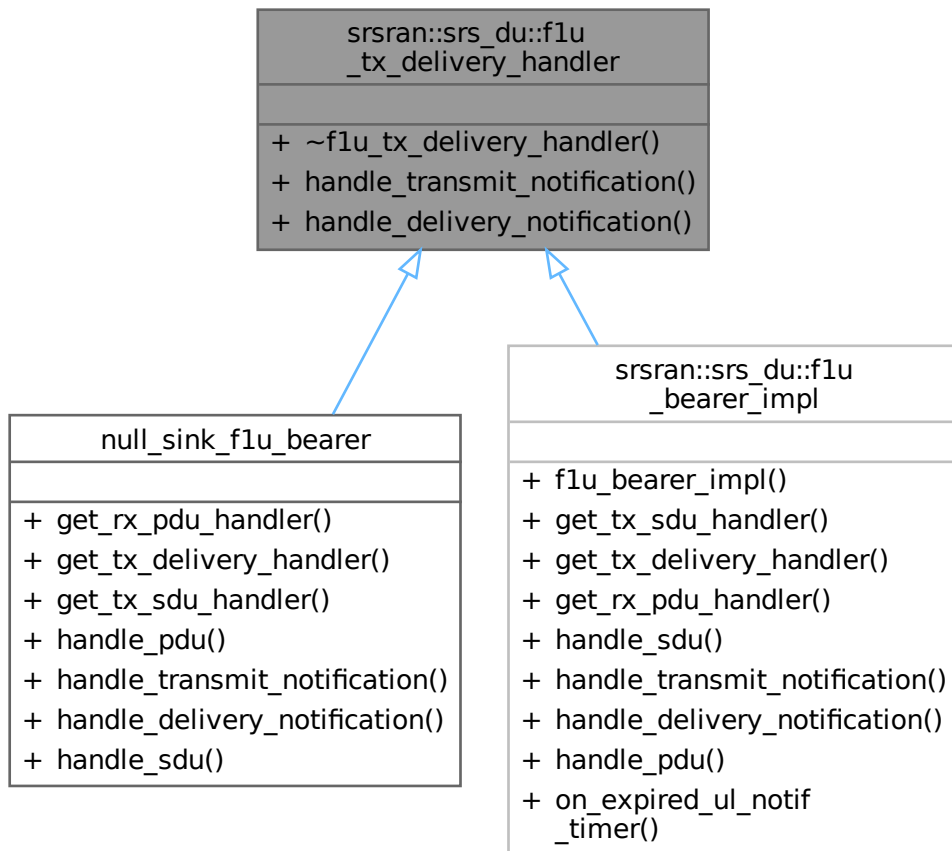 srsran::srs_du::f1u
_tx_delivery_handler
+ ~f1u_tx_delivery_handler()
+ handle_transmit_notification()
+ handle_delivery_notification()
null_sink_f1u_bearer
+ get_rx_pdu_handler()
+ get_tx_delivery_handler()
+ get_tx_sdu_handler()
+ handle_pdu()
+ handle_transmit_notification()
+ handle_delivery_notification()
+ handle_sdu()
srsran::srs_du::f1u
_bearer_impl
+ f1u_bearer_impl()
+ get_tx_sdu_handler()
+ get_tx_delivery_handler()
+ get_rx_pdu_handler()
+ handle_sdu()
+ handle_transmit_notification()
+ handle_delivery_notification()
+ handle_pdu()
+ on_expired_ul_notif
_timer()